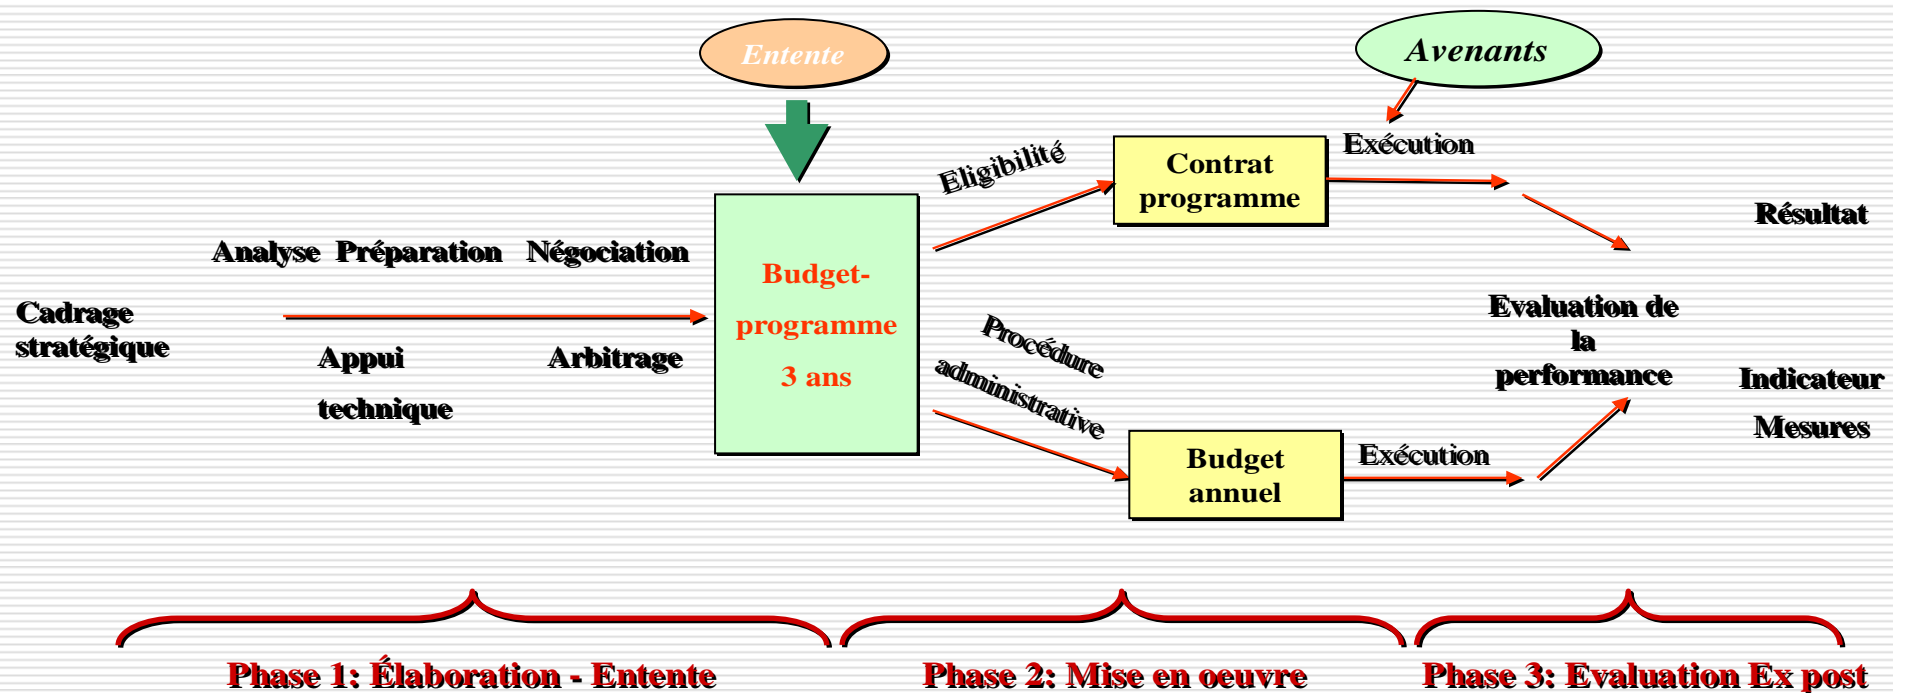 Entente
Avenants
Cadrage
stratégique
Analyse Préparation Négociation
Appui
technique
Arbitrage
Budget-
programme
3 ans
Eligibilité
Contrat
programme
Exécution
Procédure
administrative
Budget
annuel
Exécution
Evaluation de
la
performance
Résultat
Indicateur
Mesures
Phase 1: Élaboration - Entente
Phase 2: Mise en oeuvre
Phase 3: Evaluation Ex post